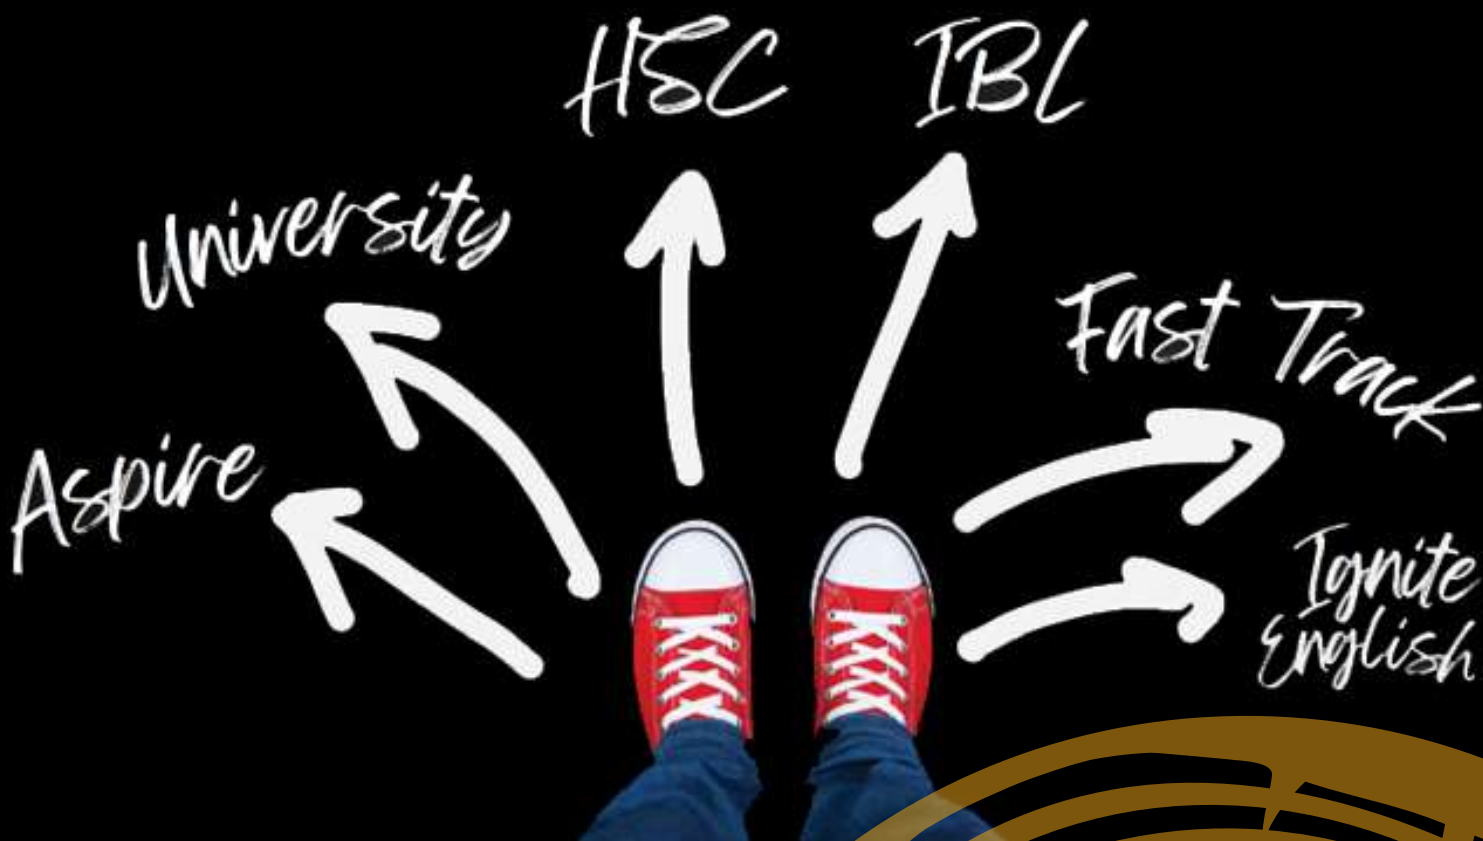 HSC
IBL
University
Fast Track
Aspire
Ignite
English